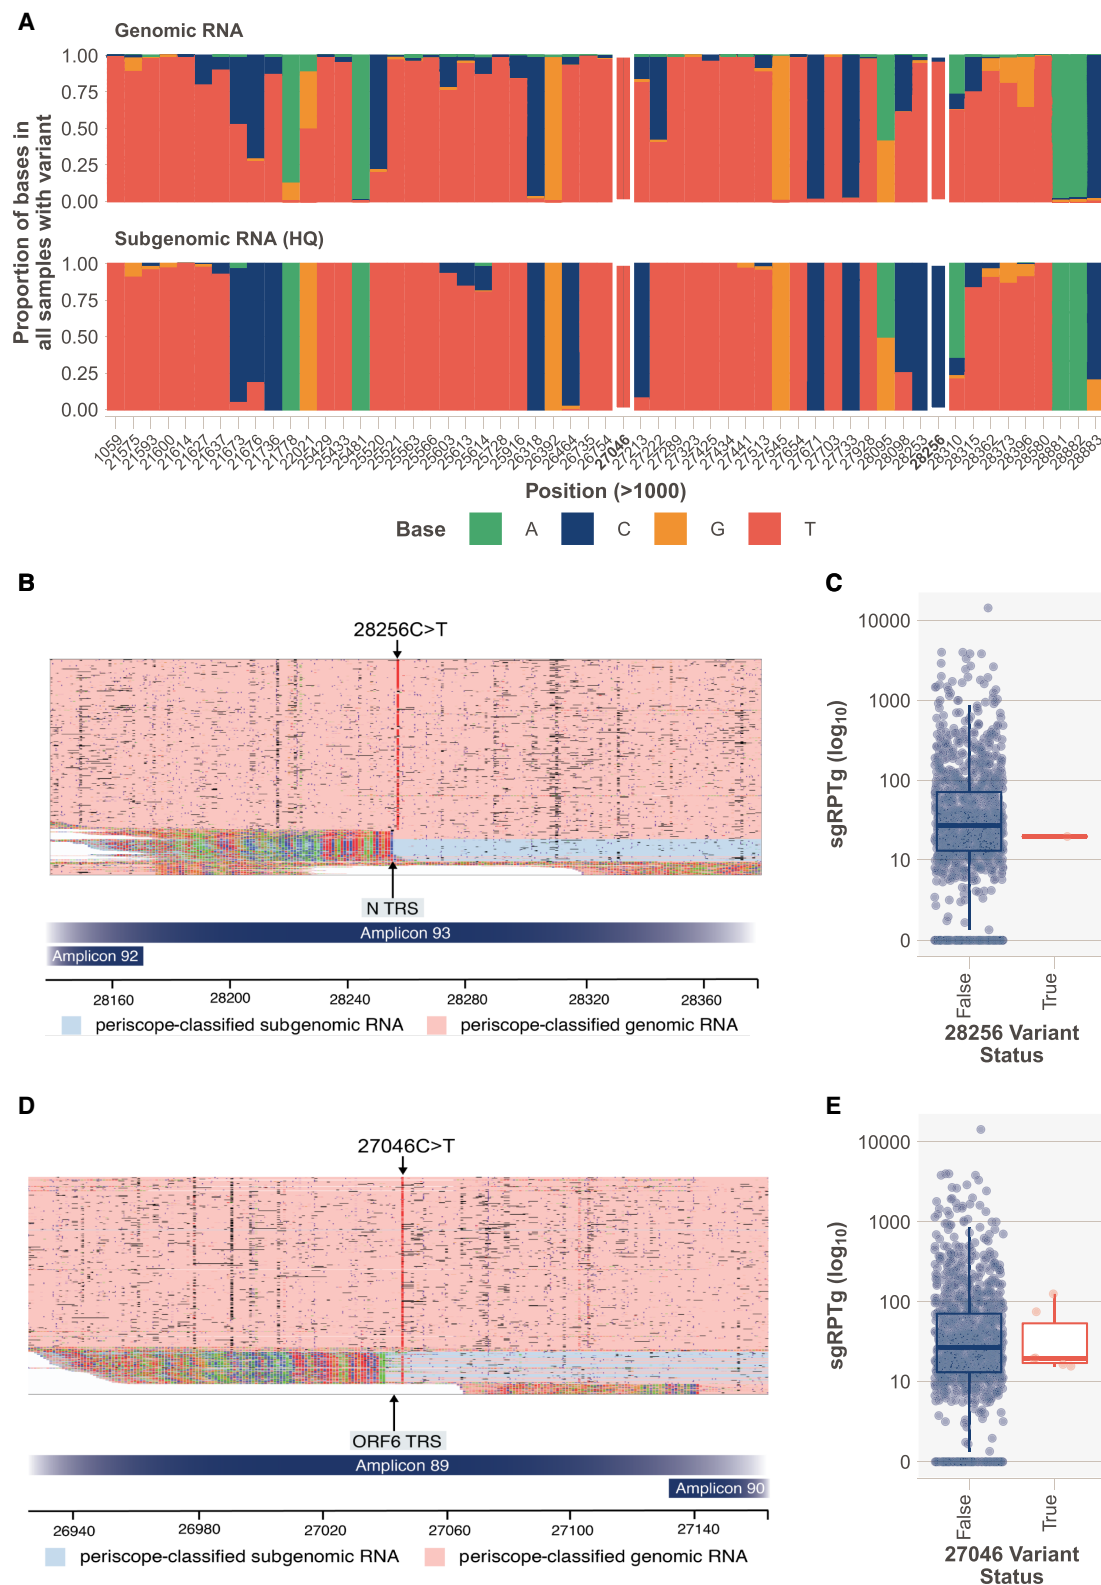 A
Genomic RNA
1.00
0.75
0.50
0.25
0.00
Subgenomic RNA (HQ)
1.00
0.75
0.50
0.25
0.00
Proportion of bases in
all samples with variant
1059 21575 21593 21600 21614 21627 21637 21673 21676 21736 21778 22021 25429 25433 25481 25520 25521 25563 25566 25603 25613 25614 25728 25916 26318 26392 26464 26735 26754 27046 27213 27222 27289 27323 27425 27434 27441 27513 27545 27654 27671 27703 27733 27928 28095 28098 28253 28256 28310 28315 28362 28373 28396 28580 28881 28882 28883
Position (>1000)
Base A C G T
B
28256C>T
N TRS
Amplicon 93
Amplicon 92
28160 28200 28240 28280 28320 28360
periscope-classified subgenomic RNA periscope-classified genomic RNA
C
sgRPTg (log10)
10000
1000
100
10
0
False True
28256 Variant
Status
D
27046C>T
ORF6 TRS
Amplicon 89
Amplicon 90
26940 26980 27020 27060 27100 27140
periscope-classified subgenomic RNA periscope-classified genomic RNA
E
sgRPTg (log10)
10000
1000
100
10
0
False True
27046 Variant
Status